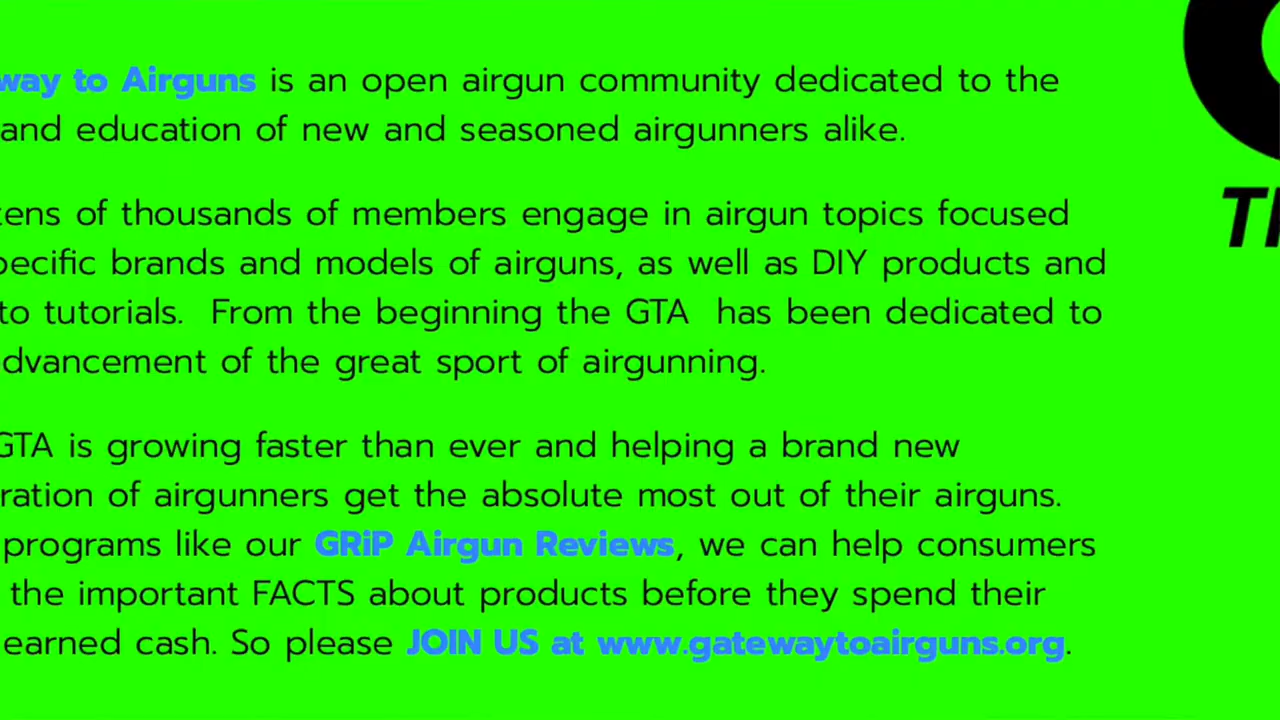 way to Airguns is an open airgun community dedicated to the
and education of new and seasoned airgunners alike.
tens of thousands of members engage in airgun topics focused
pecific brands and models of airguns, as well as DIY products and
to tutorials. From the beginning the GTA has been dedicated to
dvancement of the great sport of airgunning.
GTA is growing faster than ever and helping a brand new
ration of airgunners get the absolute most out of their airguns.
programs like our GRiP Airgun Reviews, we can help consumers
the important FACTS about products before they spend their
earned cash. So please JOIN US at www.gatewaytoairguns.org.